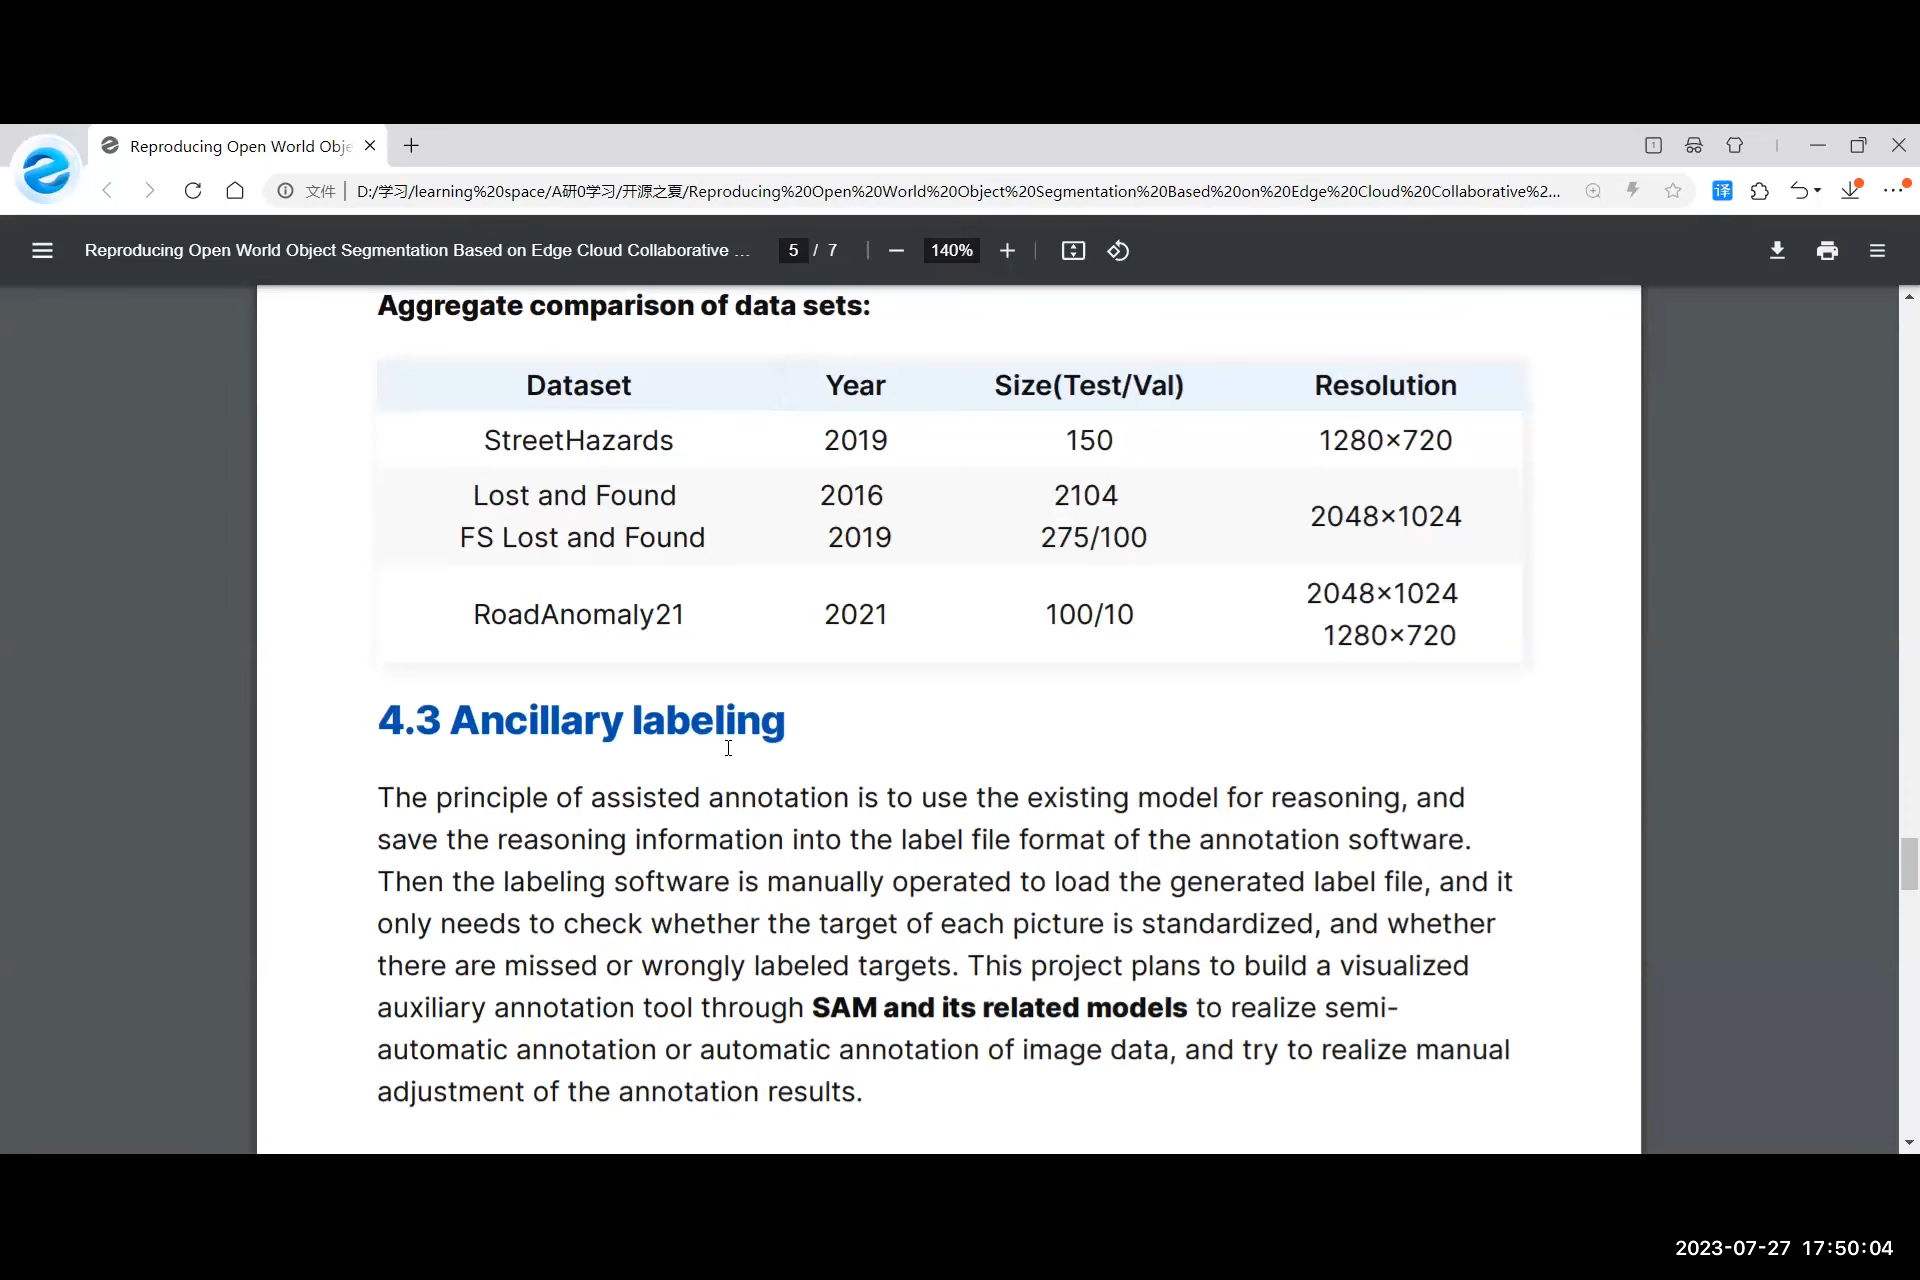 Reproducing Open World Obje
文件 D:/学习/learning%20space/A研0学习/开源之夏/Reproducing%20Open%20World%20Object%20Segmentation%20Based%20on%20Edge%20Cloud%20Collaborative%2...
译
Reproducing Open World Object Segmentation Based on Edge Cloud Collaborative ... 5 / 7 140%
Aggregate comparison of data sets:
Dataset Year Size(Test/Val) Resolution
StreetHazards 2019 150 1280×720
Lost and Found 2016 2104
2048×1024
FS Lost and Found 2019 275/100
2048×1024
RoadAnomaly21 2021 100/10
1280×720
4.3 Ancillary labeling
The principle of assisted annotation is to use the existing model for reasoning, and
save the reasoning information into the label file format of the annotation software.
Then the labeling software is manually operated to load the generated label file, and it
only needs to check whether the target of each picture is standardized, and whether
there are missed or wrongly labeled targets. This project plans to build a visualized
auxiliary annotation tool through SAM and its related models to realize semi-
automatic annotation or automatic annotation of image data, and try to realize manual
adjustment of the annotation results.
2023-07-27 17:50:04